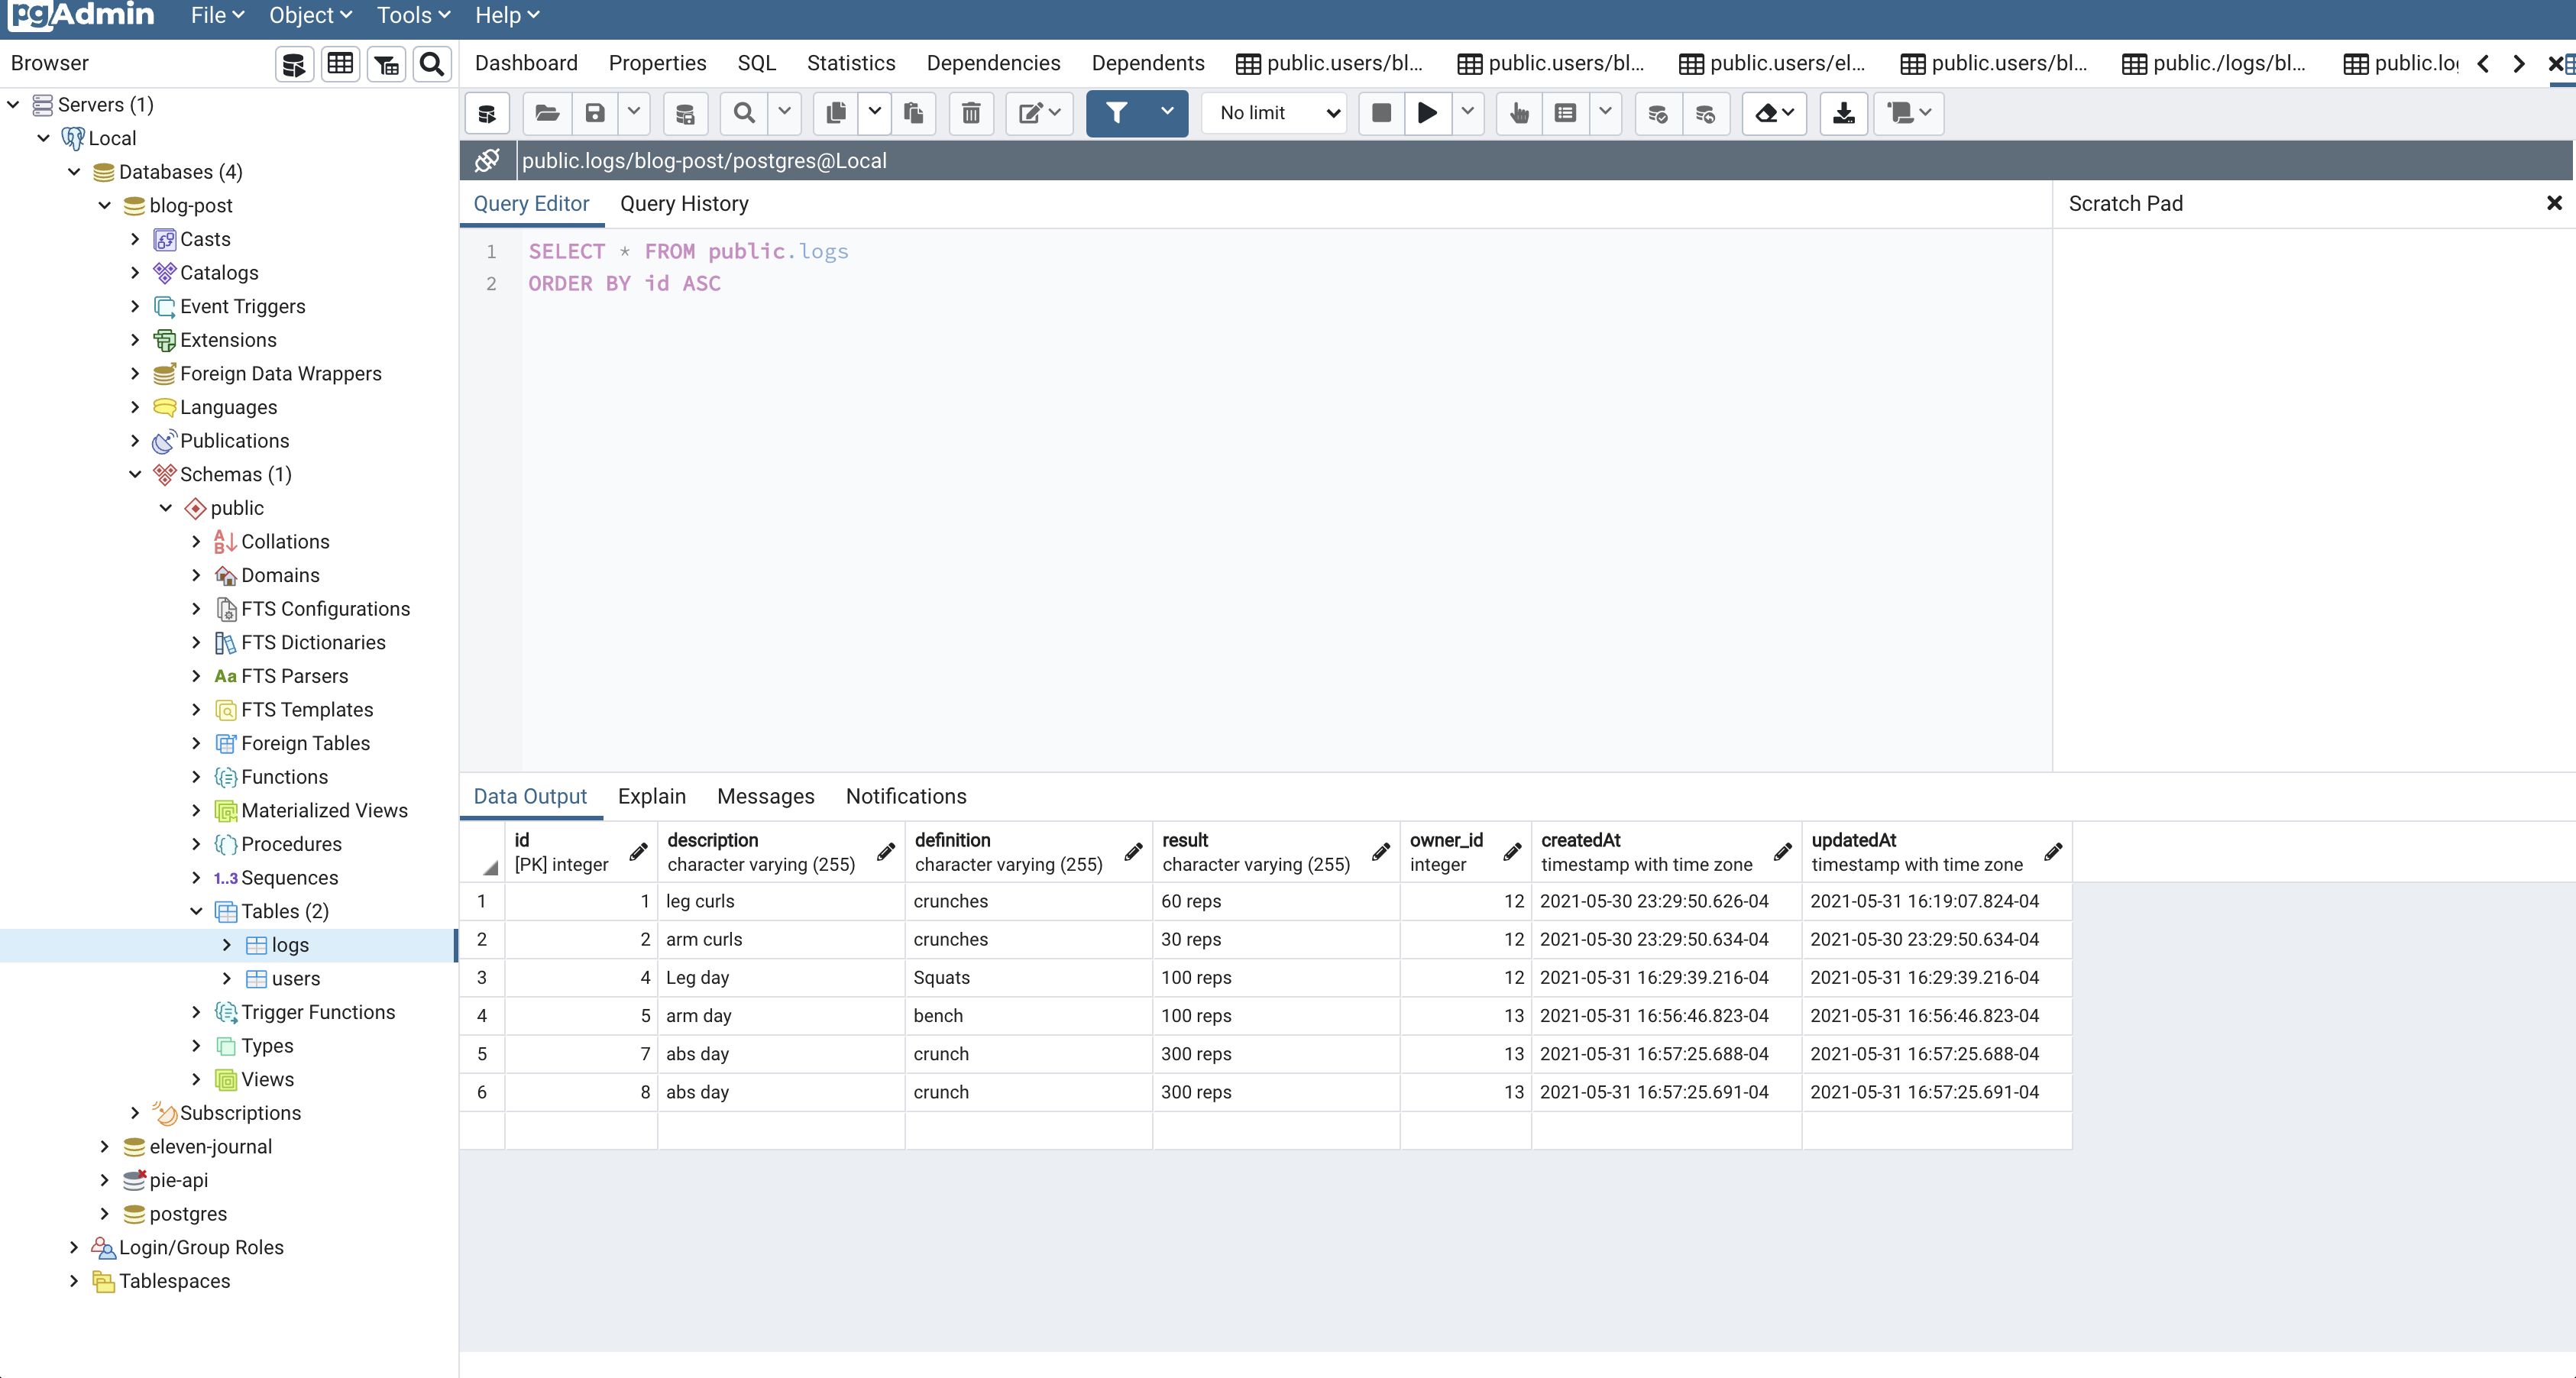 pgAdmin File Object Tools Help
Browser
Dashboard Properties SQL Statistics Dependencies Dependents public.users/bl... public.users/bl... public.users/el... public.users/bl... public./logs/bl... public.log
Servers (1)
Local
Databases (4)
blog-post
Casts
Catalogs
Event Triggers
Extensions
Foreign Data Wrappers
Languages
Publications
Schemas (1)
public
Collations
Domains
FTS Configurations
FTS Dictionaries
Aa FTS Parsers
FTS Templates
Foreign Tables
Functions
Materialized Views
Procedures
1..3 Sequences
Tables (2)
logs
users
Trigger Functions
Types
Views
Subscriptions
eleven-journal
pie-api
postgres
Login/Group Roles
Tablespaces
No limit
public.logs/blog-post/postgres@Local
Query Editor Query History
Scratch Pad
1 SELECT * FROM public.logs
2 ORDER BY id ASC
Data Output Explain Messages Notifications
id description definition result owner_id createdAt updatedAt
[PK] integer character varying (255) character varying (255) character varying (255) integer timestamp with time zone timestamp with time zone
1 1 leg curls crunches 60 reps 12 2021-05-30 23:29:50.626-04 2021-05-31 16:19:07.824-04
2 2 arm curls crunches 30 reps 12 2021-05-30 23:29:50.634-04 2021-05-30 23:29:50.634-04
3 4 Leg day Squats 100 reps 12 2021-05-31 16:29:39.216-04 2021-05-31 16:29:39.216-04
4 5 arm day bench 100 reps 13 2021-05-31 16:56:46.823-04 2021-05-31 16:56:46.823-04
5 7 abs day crunch 300 reps 13 2021-05-31 16:57:25.688-04 2021-05-31 16:57:25.688-04
6 8 abs day crunch 300 reps 13 2021-05-31 16:57:25.691-04 2021-05-31 16:57:25.691-04